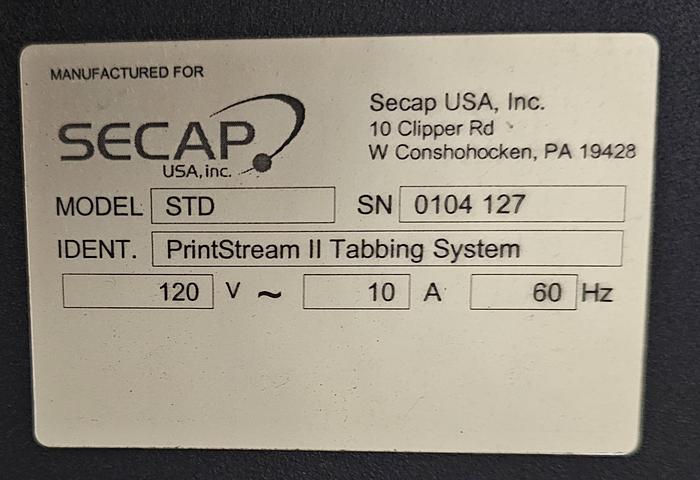 MANUFACTURED FOR
SECAP
USA, inc.
Secap USA, Inc.
10 Clipper Rd
W Conshohocken, PA 19428
MODEL STD SN 0104 127
IDENT. PrintStream II Tabbing System
120 V ~ 10 A 60 Hz